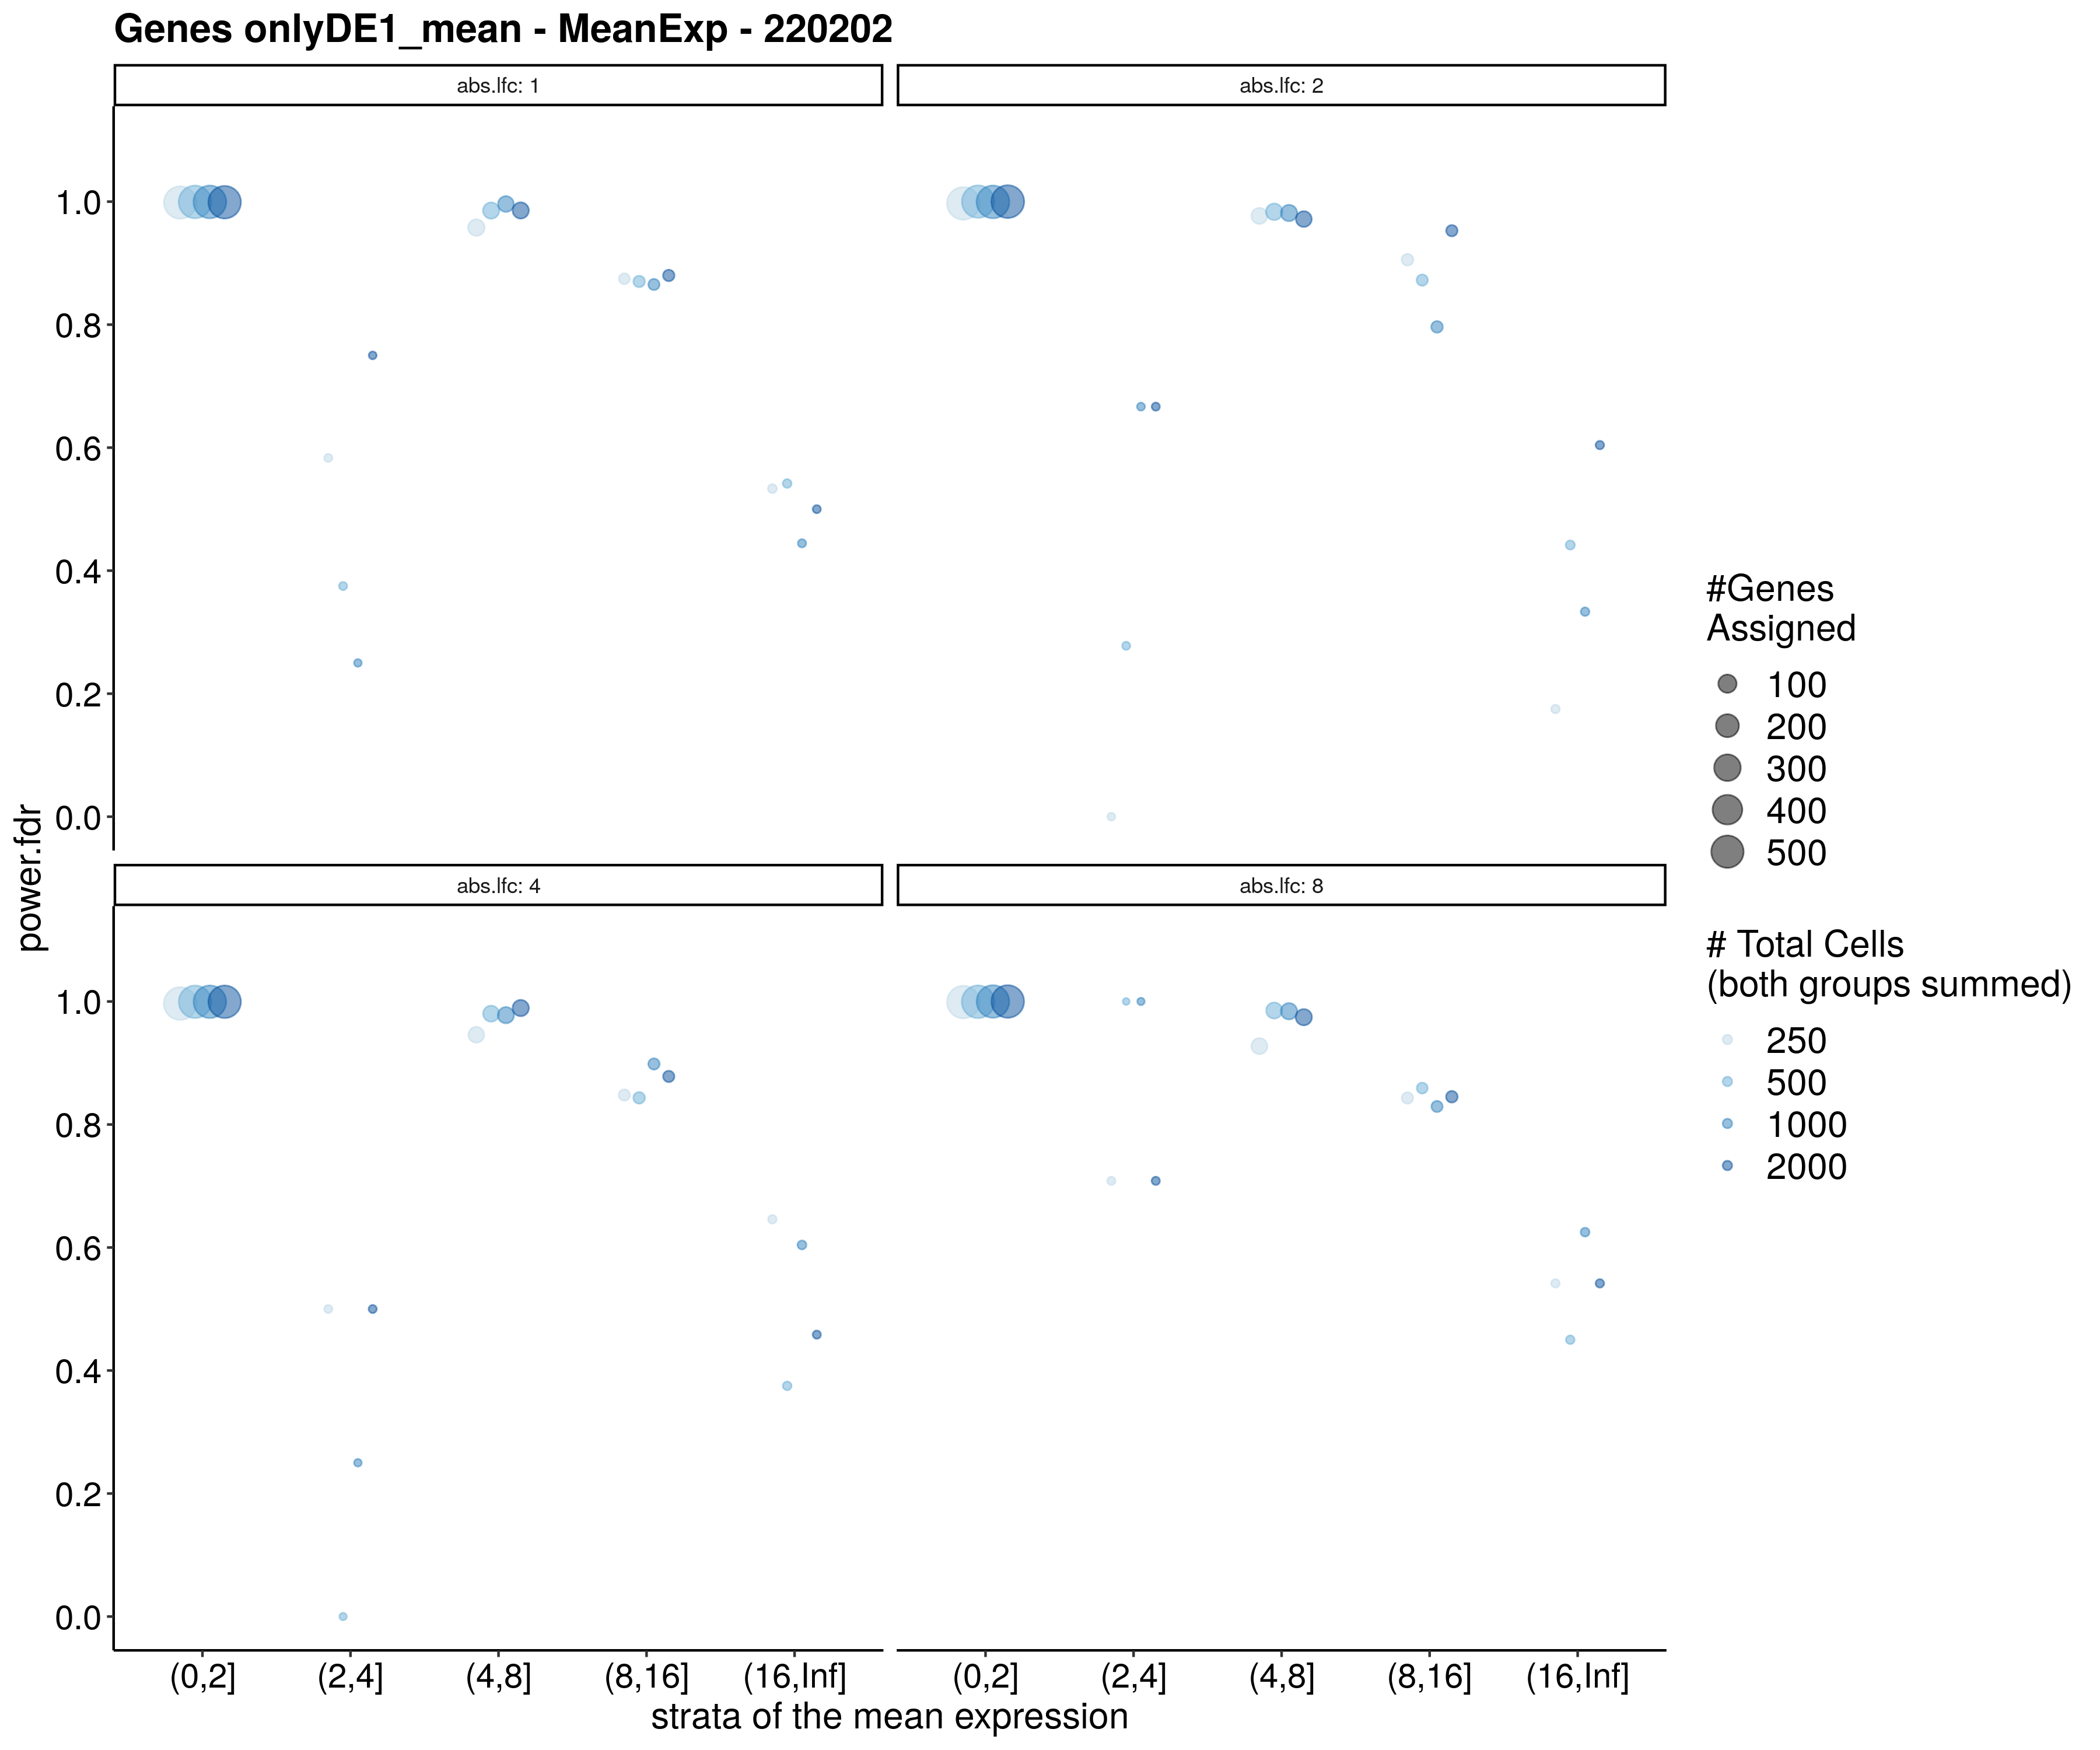 Genes onlyDE1_mean - MeanExp - 220202
abs.lfc: 1
abs.lfc: 2
1.0
0.8
0.6
0.4
0.2
0.0
abs.lfc: 4
abs.lfc: 8
1.0
0.8
0.6
0.4
0.2
0.0
power.fdr
(0,2]
(2,4]
(4,8]
(8,16]
(16,Inf]
(0,2]
(2,4]
(4,8]
(8,16]
(16,Inf]
strata of the mean expression
#Genes
Assigned
100
200
300
400
500
# Total Cells
(both groups summed)
250
500
1000
2000